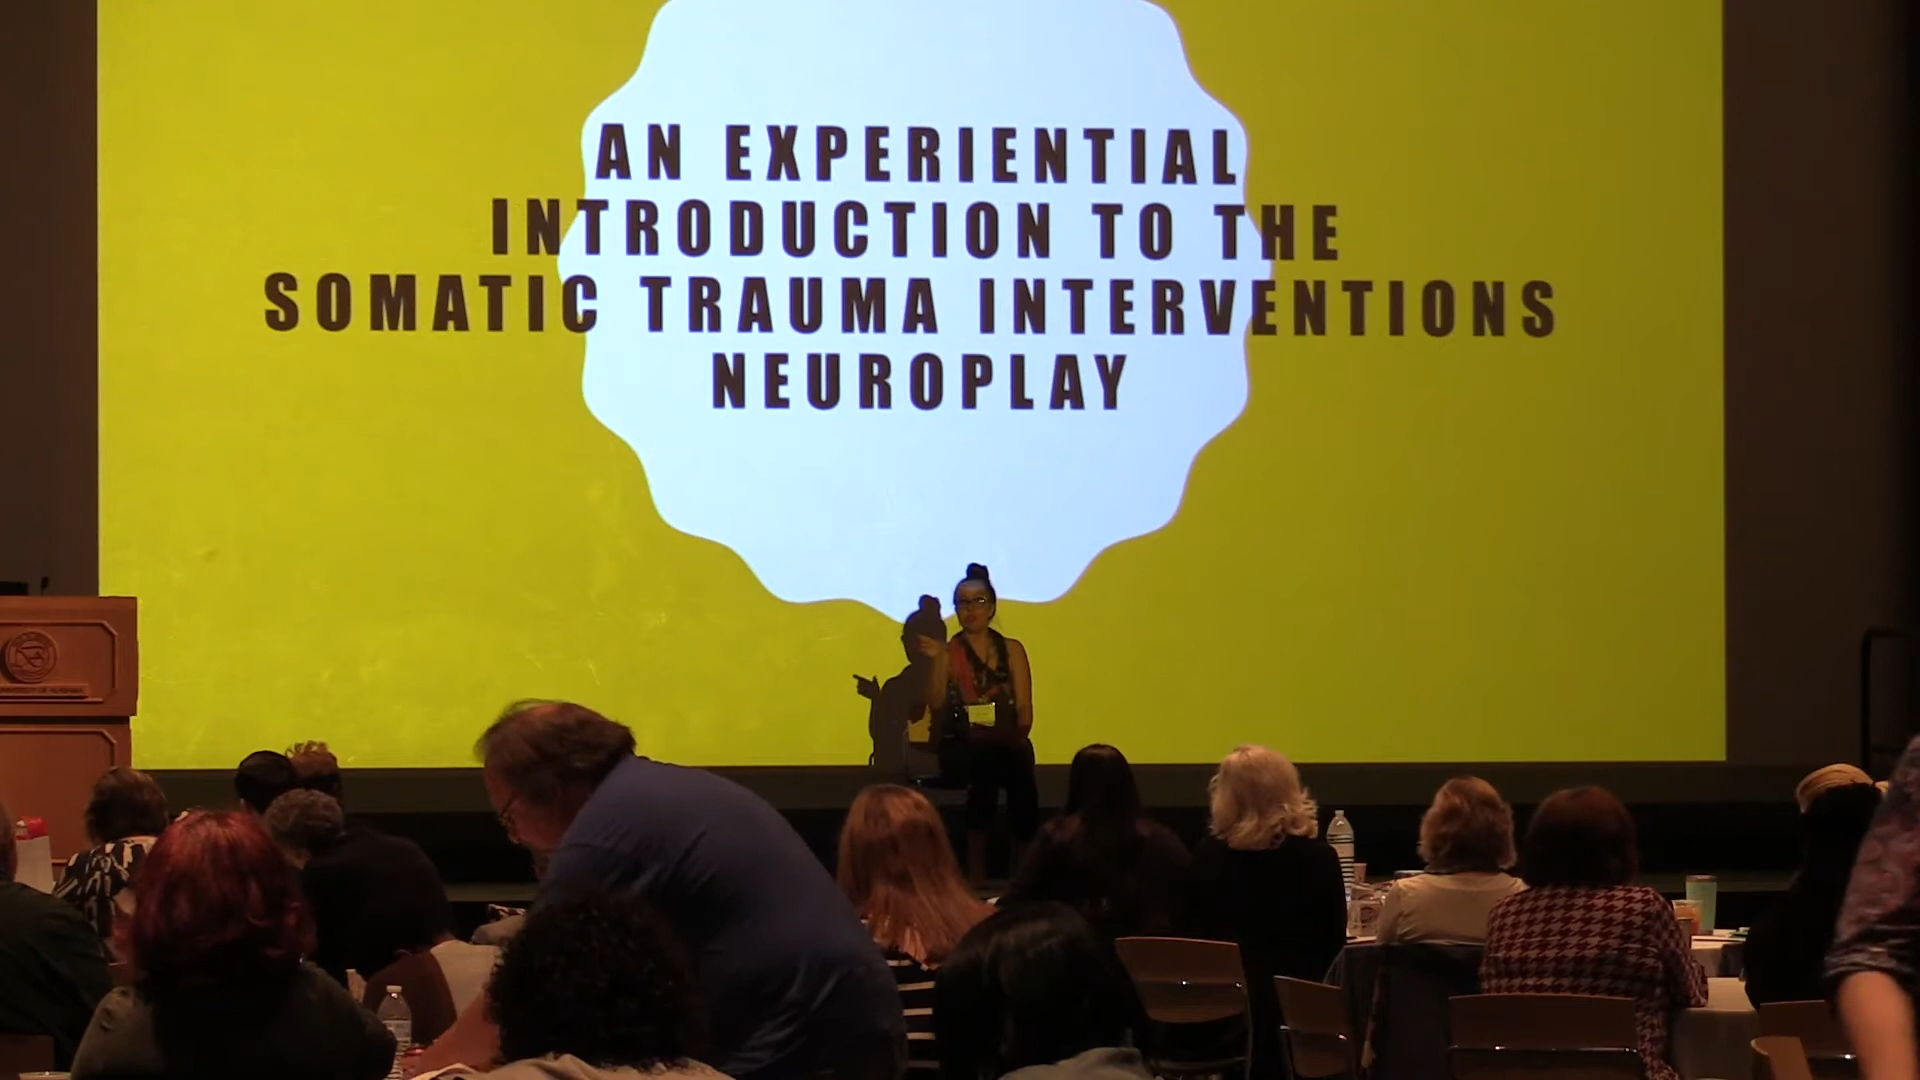 AN EXPERIENTIAL
INTRODUCTION TO THE
SOMATIC TRAUMA INTERVENTIONS
NEUROPLAY